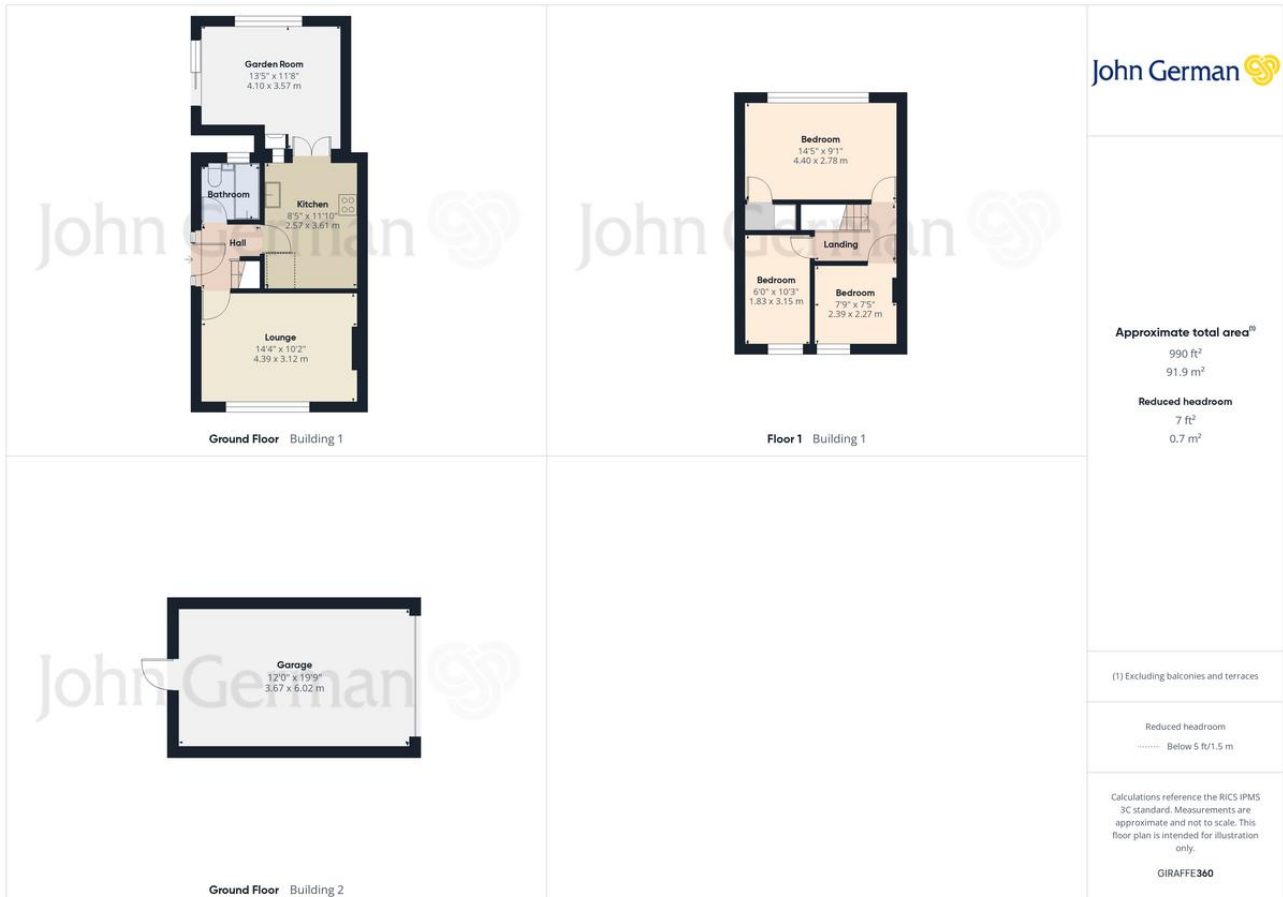 Garden Room
13'5" x 11'8"
4.10 x 3.57 m
Bathroom
Kitchen
8'5" x 11'10"
2.57 x 3.61 m
Hall
Lounge
14'4" x 10'2"
4.39 x 3.12 m
John German
Ground Floor Building 1
Bedroom
14'5" x 9'1"
4.40 x 2.78 m
Landing
Bedroom
6'0" x 10'3"
1.83 x 3.15 m
Bedroom
7'9" x 7'5"
2.39 x 2.27 m
John German
Floor 1 Building 1
Garage
12'0" x 19'9"
3.67 x 6.02 m
John German
Ground Floor Building 2
John German
Approximate total area(1)
990 ft²
91.9 m²
Reduced headroom
7 ft²
0.7 m²
(1) Excluding balconies and terraces
Reduced headroom
Below 5 ft/1.5 m
Calculations reference the RICS IPMS
3C standard. Measurements are
approximate and not to scale. This
floor plan is intended for illustration
only.
GIRAFFE360